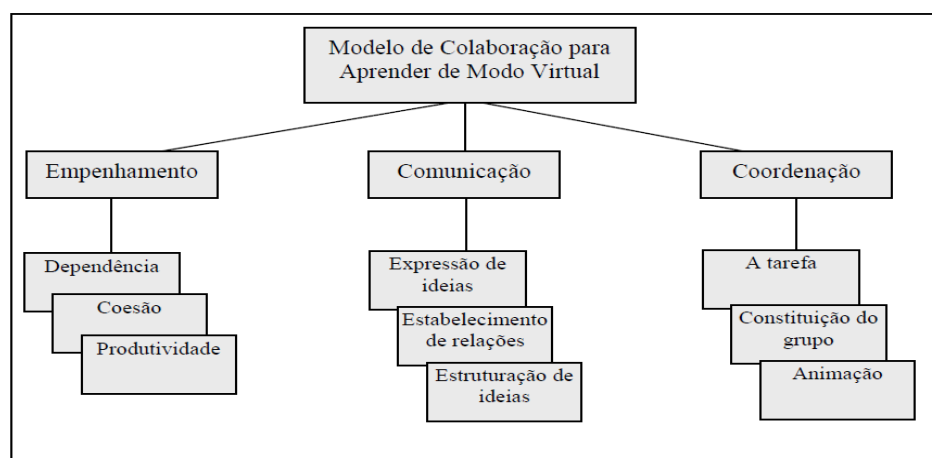 Modelo de Colaboração para
Aprender de Modo Virtual
Empenhamento
Comunicação
Coordenação
Dependência
Coesão
Produtividade
Expressão de
ideias
Estabelecimento
de relações
Estruturação de
ideias
A tarefa
Constituição do
grupo
Animação